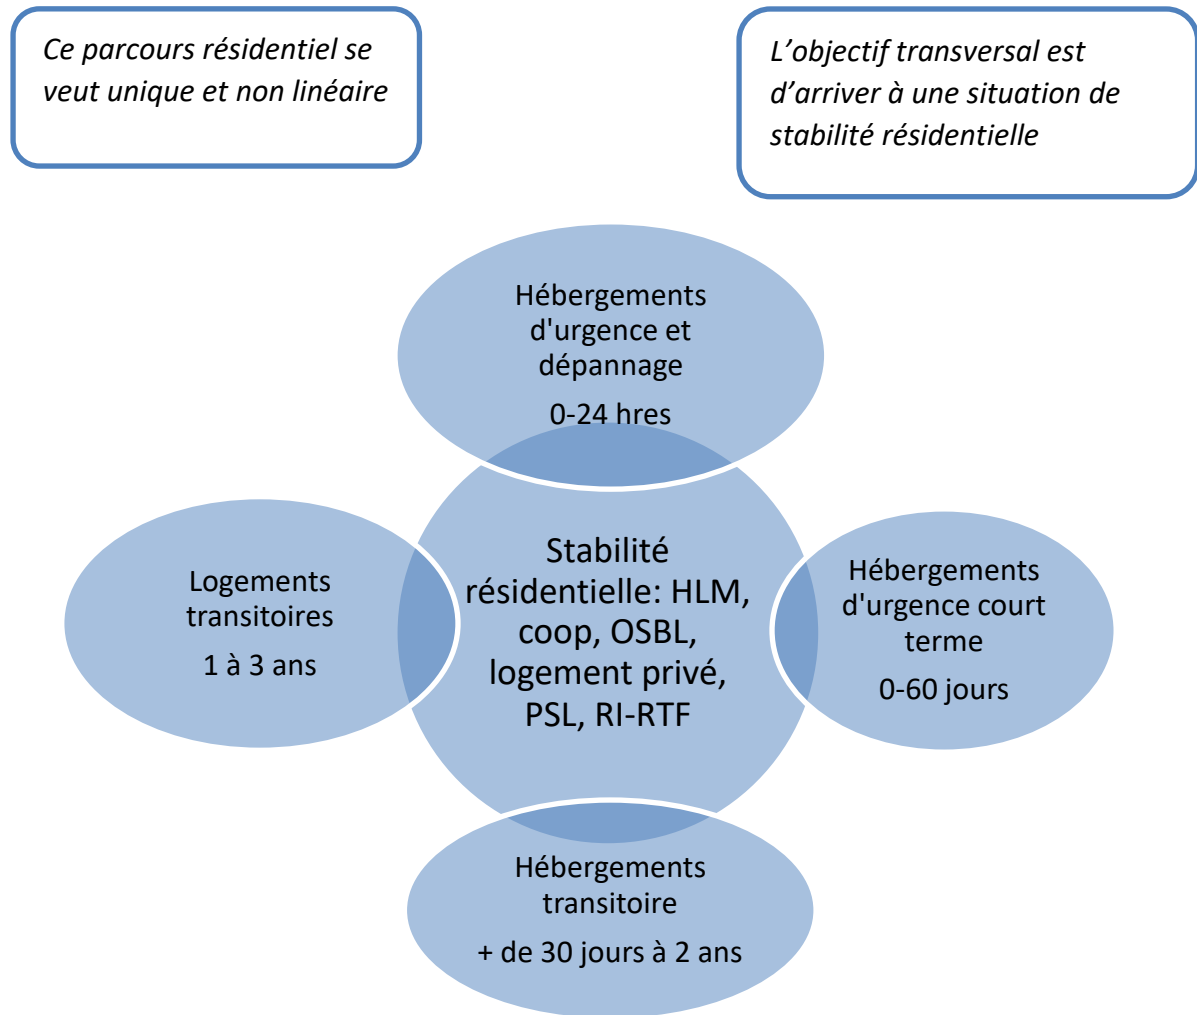 Ce parcours résidentiel se
veut unique et non linéaire
L’objectif transversal est
d’arriver à une situation de
stabilité résidentielle
Hébergements
d'urgence et
dépannage
0-24 hres
Logements
transitoires
1 à 3 ans
Stabilité
résidentielle: HLM,
coop, OSBL,
logement privé,
PSL, RI-RTF
Hébergements
d'urgence court
terme
0-60 jours
Hébergements
transitoire
+ de 30 jours à 2 ans